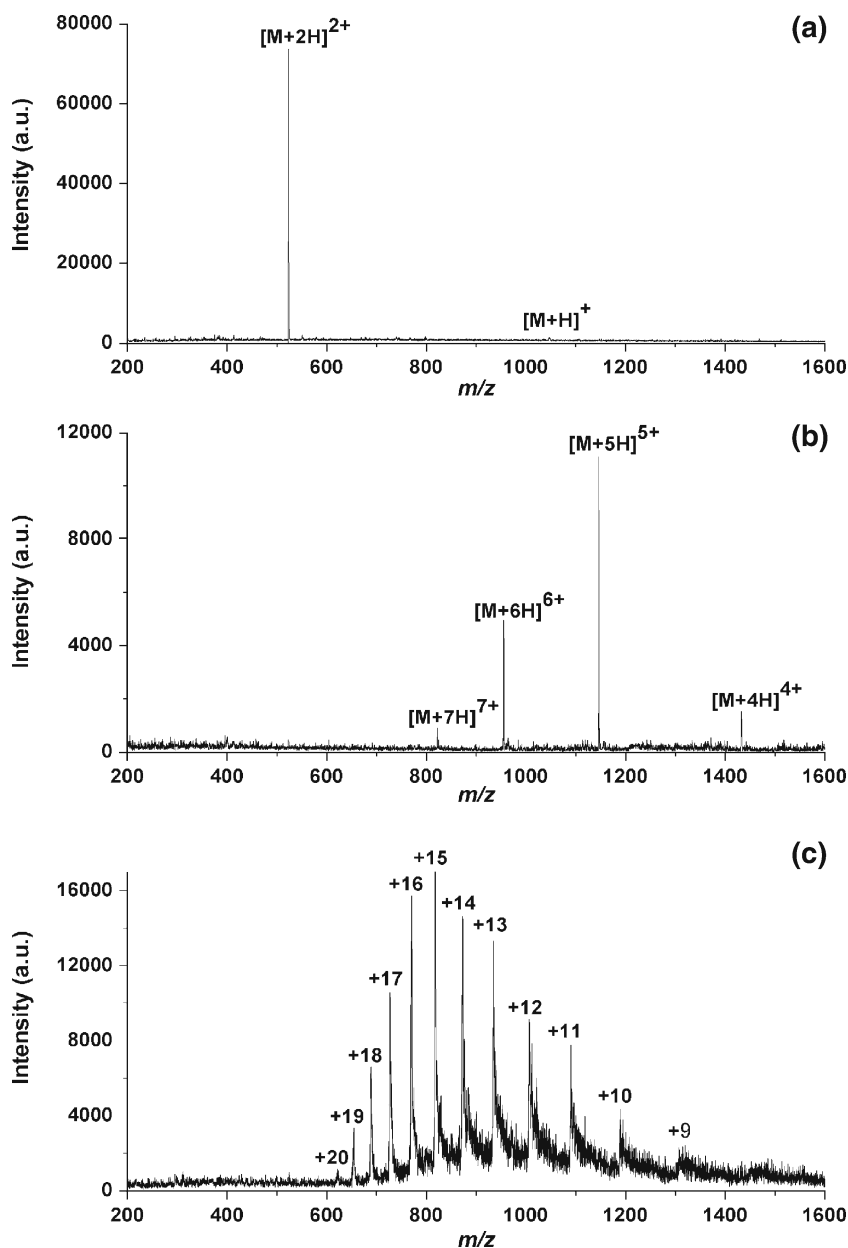 (a)
80000
60000
40000
20000
0
Intensity (a.u.)
[M+2H]2+
[M+H]+
200 400 600 800 1000 1200 1400 1600
m/z
(b)
12000
8000
4000
0
Intensity (a.u.)
[M+5H]5+
[M+6H]6+
[M+7H]7+
[M+4H]4+
200 400 600 800 1000 1200 1400 1600
m/z
(c)
16000
12000
8000
4000
0
Intensity (a.u.)
+15
+16
+14
+13
+17
+12
+11
+18
+10
+19
+9
+20
200 400 600 800 1000 1200 1400 1600
m/z